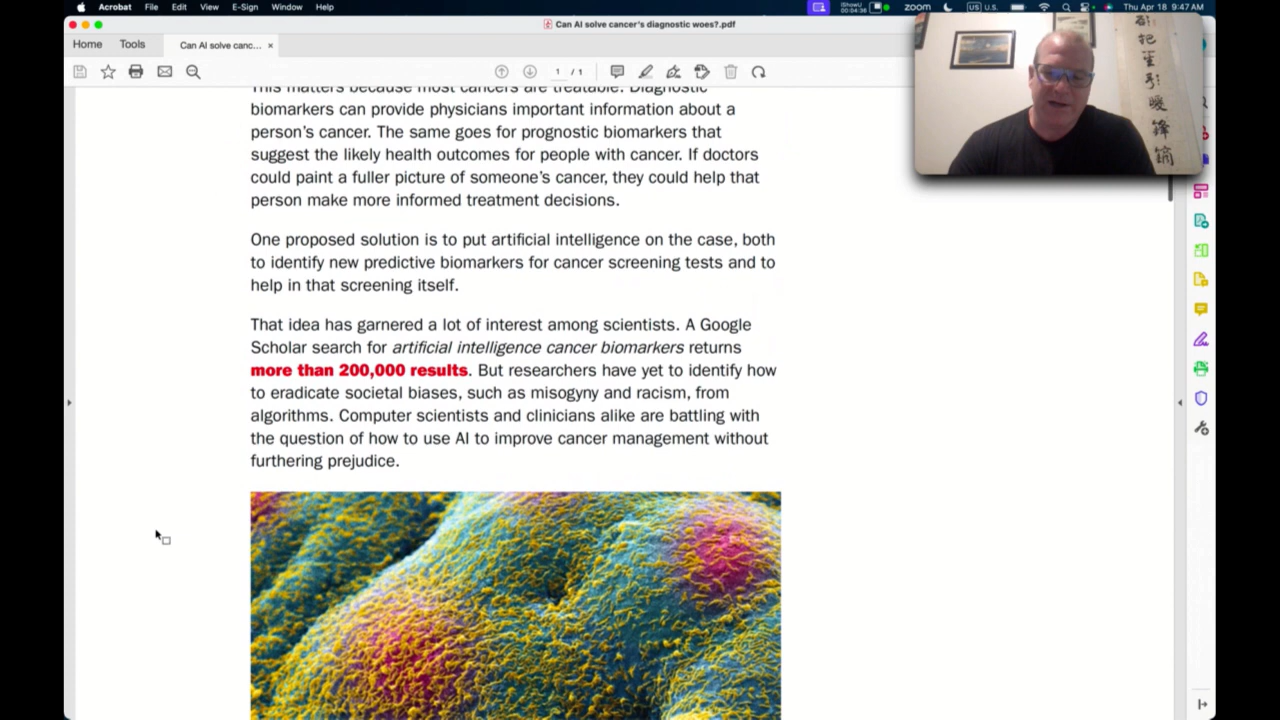 Acrobat File Edit View E-Sign Window Help
iShowU
00:04:36
zoom
US U.S.
Thu Apr 18 9:47 AM
Can AI solve cancer's diagnostic woes?.pdf
Home Tools Can AI solve canc... ×
1 / 1
This matters because most cancers are treatable. Diagnostic
biomarkers can provide physicians important information about a
person's cancer. The same goes for prognostic biomarkers that
suggest the likely health outcomes for people with cancer. If doctors
could paint a fuller picture of someone's cancer, they could help that
person make more informed treatment decisions.
One proposed solution is to put artificial intelligence on the case, both
to identify new predictive biomarkers for cancer screening tests and to
help in that screening itself.
That idea has garnered a lot of interest among scientists. A Google
Scholar search for artificial intelligence cancer biomarkers returns
more than 200,000 results. But researchers have yet to identify how
to eradicate societal biases, such as misogyny and racism, from
algorithms. Computer scientists and clinicians alike are battling with
the question of how to use AI to improve cancer management without
furthering prejudice.